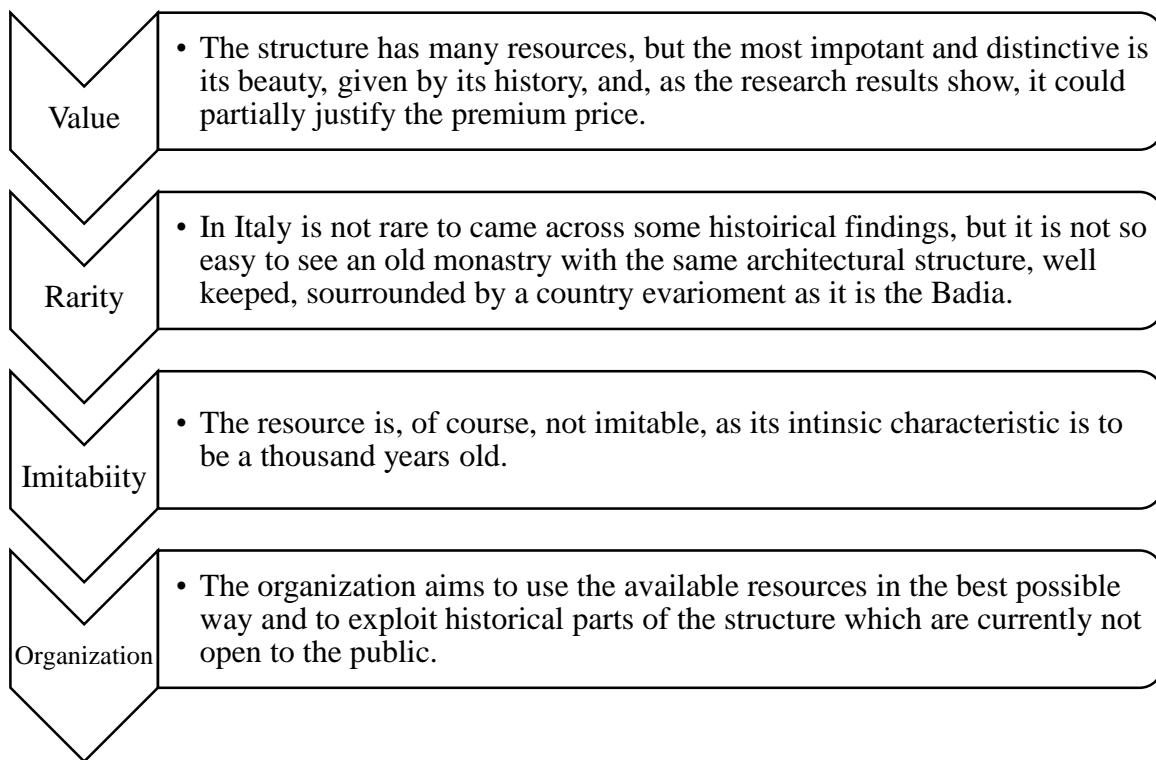 Value
• The structure has many resources, but the most impotant and distinctive is
its beauty, given by its history, and, as the research results show, it could
partially justify the premium price.
Rarity
• In Italy is not rare to came across some histoirical findings, but it is not so
easy to see an old monastry with the same architectural structure, well
keeped, sourrounded by a country evarioment as it is the Badia.
Imitabiity
• The resource is, of course, not imitable, as its intrinsic characteristic is to
be a thousand years old.
Organization
• The organization aims to use the available resources in the best possible
way and to exploit historical parts of the structure which are currently not
open to the public.